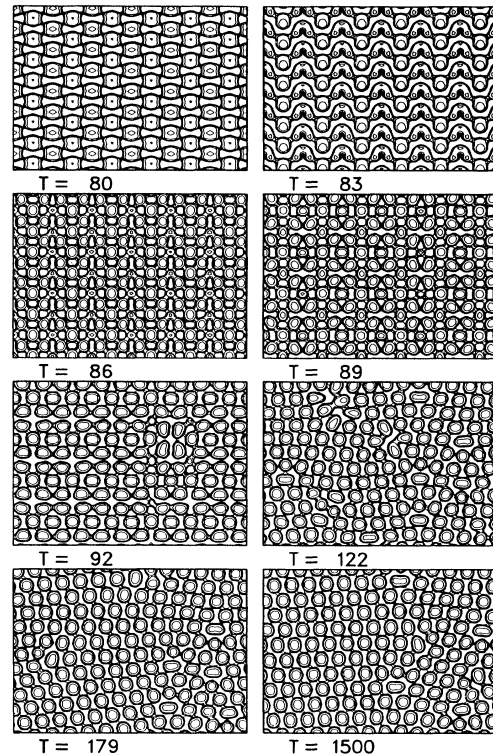 T = 80
T = 83
T = 86
T = 89
T = 92
T = 122
T = 179
T = 1500